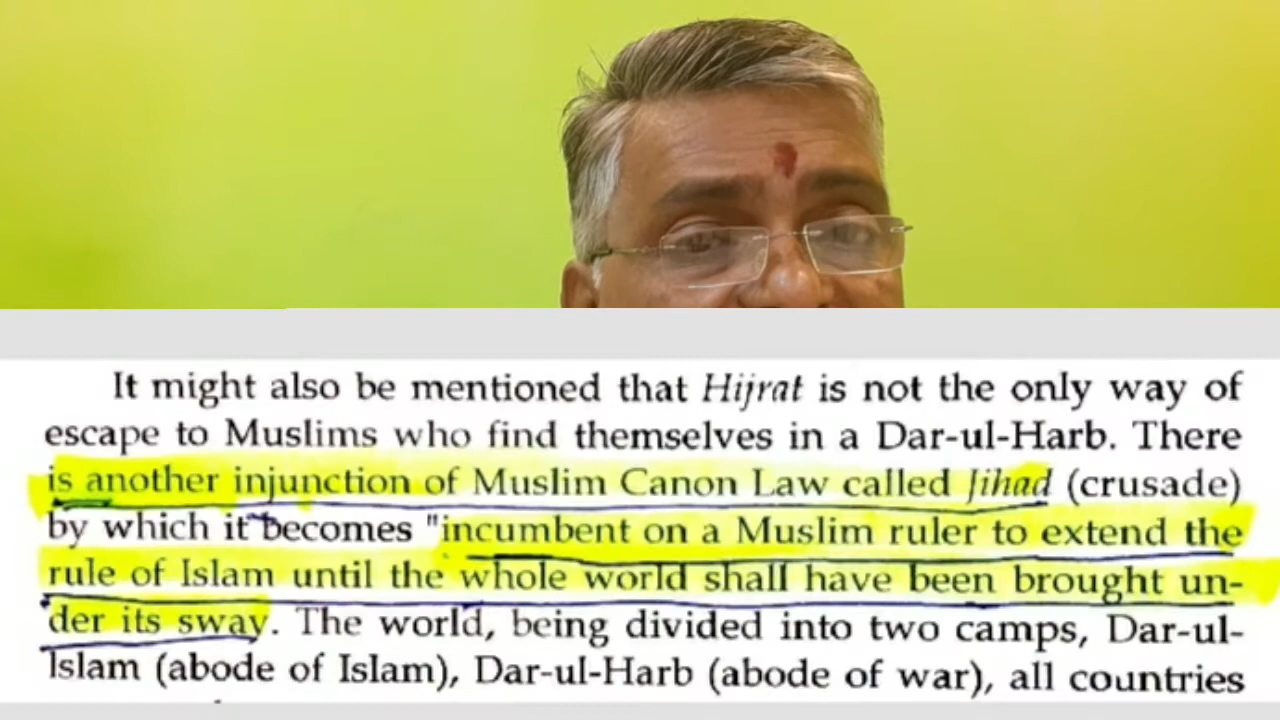 It might also be mentioned that Hijrat is not the only way of
escape to Muslims who find themselves in a Dar-ul-Harb. There
is another injunction of Muslim Canon Law called Jihad (crusade)
by which it becomes "incumbent on a Muslim ruler to extend the
rule of Islam until the whole world shall have been brought un-
der its sway. The world, being divided into two camps, Dar-ul-
Islam (abode of Islam), Dar-ul-Harb (abode of war), all countries